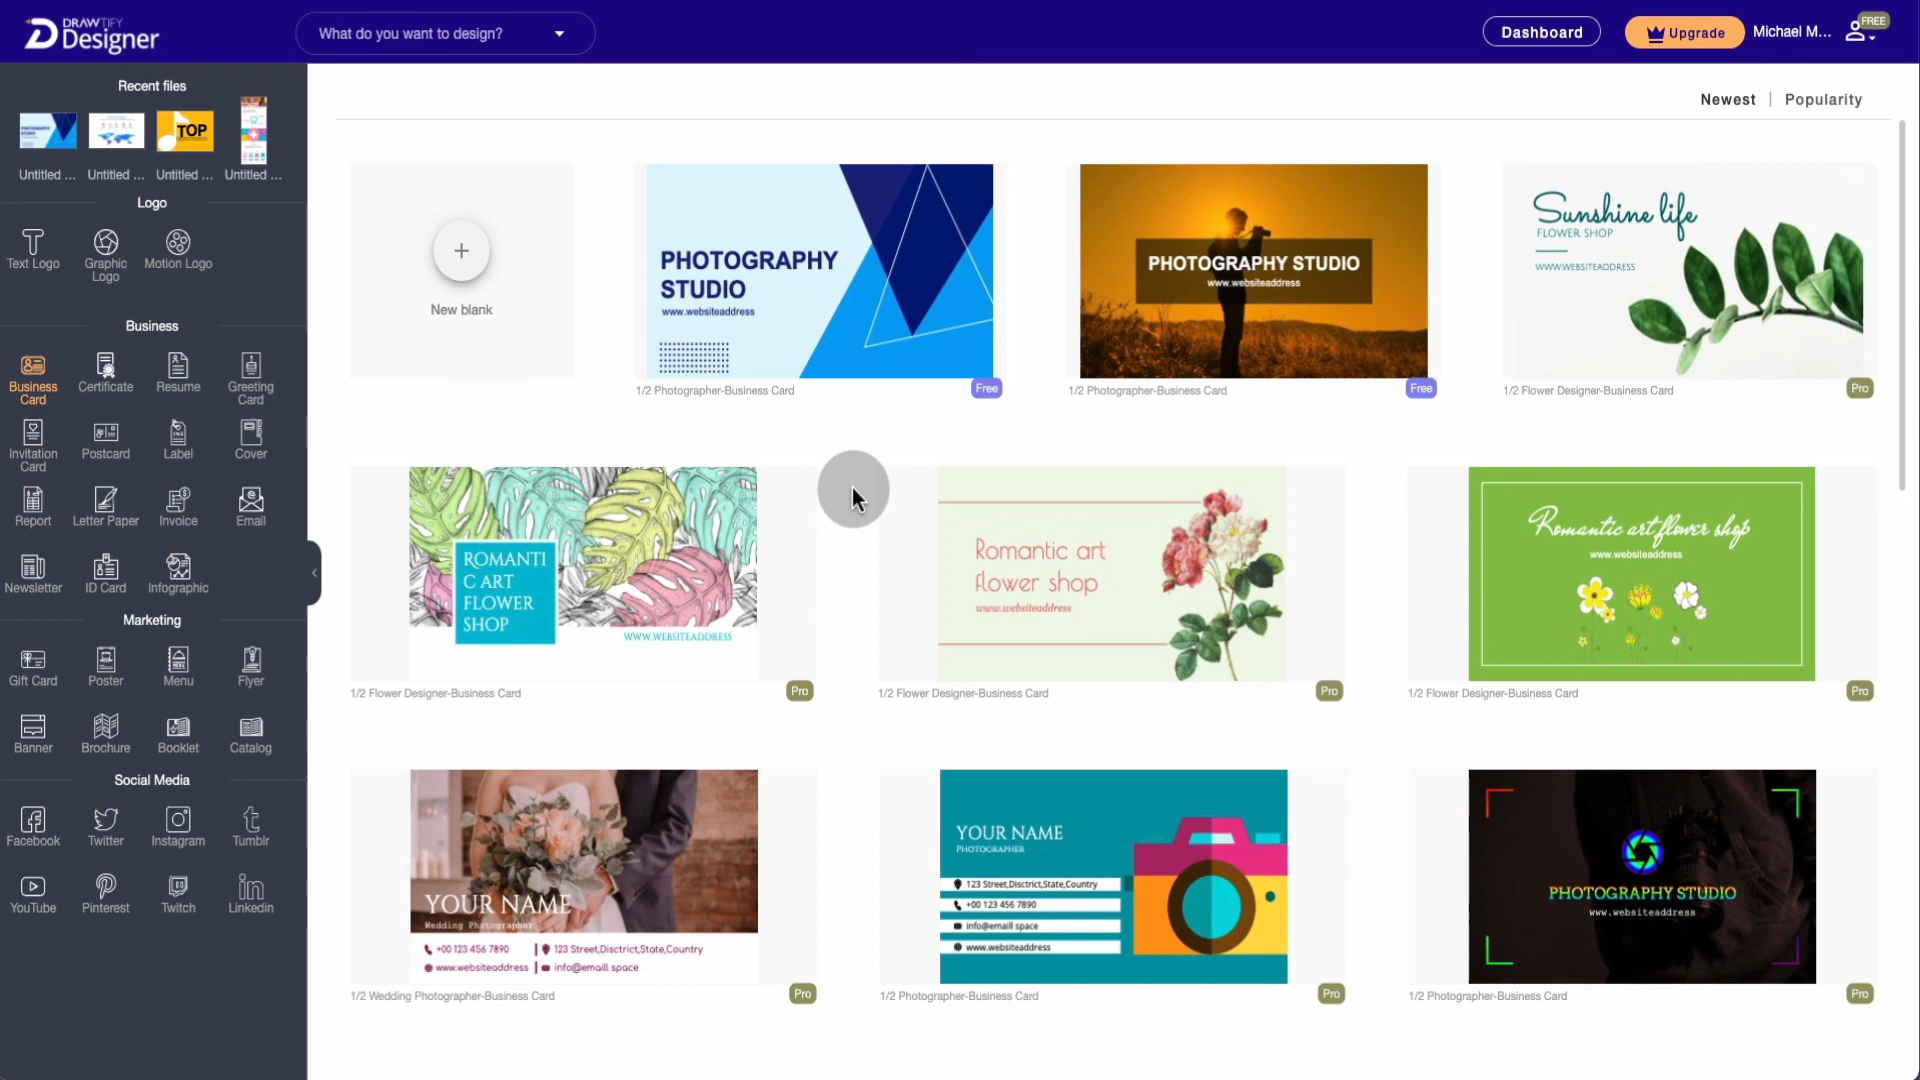 DRAWTIFY
Designer
What do you want to design?
Dashboard
Upgrade
Michael M...
FREE
Recent files
TOP
Untitled ...
Untitled ...
Untitled ...
Untitled ...
Logo
Text Logo
Graphic Logo
Motion Logo
Business
Business Card
Certificate
Resume
Greeting Card
Invitation Card
Postcard
Label
Cover
Report
Letter Paper
Invoice
Email
Newsletter
ID Card
Infographic
Marketing
Gift Card
Poster
Menu
Flyer
Banner
Brochure
Booklet
Catalog
Social Media
Facebook
Twitter
Instagram
Tumblr
YouTube
Pinterest
Twitch
Linkedin
Newest | Popularity
New blank
PHOTOGRAPHY
STUDIO
www.websiteaddress
1/2 Photographer-Business Card
Free
PHOTOGRAPHY STUDIO
www.websiteaddress
1/2 Photographer-Business Card
Free
Sunshine life
FLOWER SHOP
WWW.WEBSITEADDRESS
1/2 Flower Designer-Business Card
Pro
ROMANTI
C ART
FLOWER
SHOP
WWW.WEBSITEADDRESS
1/2 Flower Designer-Business Card
Pro
Romantic art
flower shop
www.websiteaddress
1/2 Flower Designer-Business Card
Pro
Romantic art flower shop
www.websiteaddress
1/2 Flower Designer-Business Card
Pro
YOUR NAME
Wedding Photographer
+00 123 456 7890
123 Street,Disctrict,State,Country
www.websiteaddress
info@emaill space
1/2 Wedding Photographer-Business Card
Pro
YOUR NAME
PHOTOGRAPHER
123 Street,Disctrict,State,Country
+00 123 456 7890
info@emaill space
www.websiteaddress
1/2 Photographer-Business Card
Pro
PHOTOGRAPHY STUDIO
www.websiteaddress
1/2 Photographer-Business Card
Pro